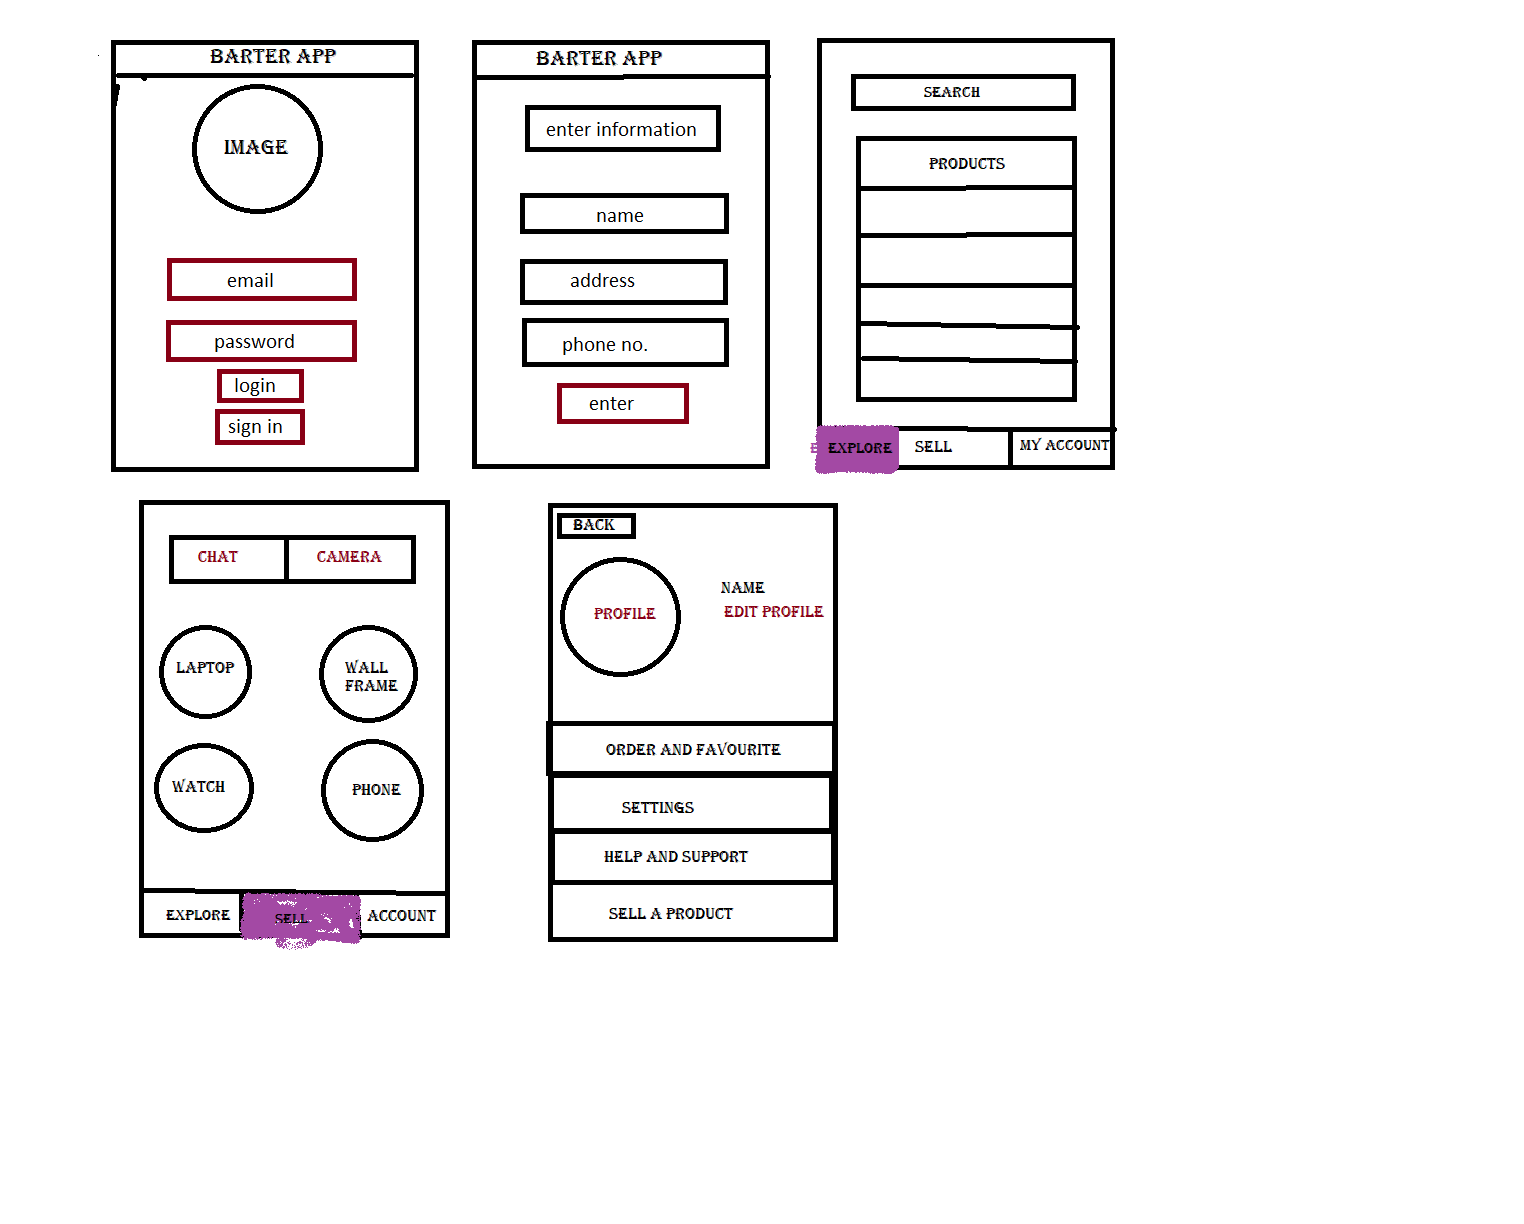 BARTER APP
IMAGE
email
password
login
sign in
BARTER APP
enter information
name
address
phone no.
enter
SEARCH
PRODUCTS
EXPLORE
SELL
MY ACCOUNT
CHAT
CAMERA
LAPTOP
WALL
FRAME
WATCH
PHONE
EXPLORE
SELL
ACCOUNT
BACK
PROFILE
NAME
EDIT PROFILE
ORDER AND FAVOURITE
SETTINGS
HELP AND SUPPORT
SELL A PRODUCT